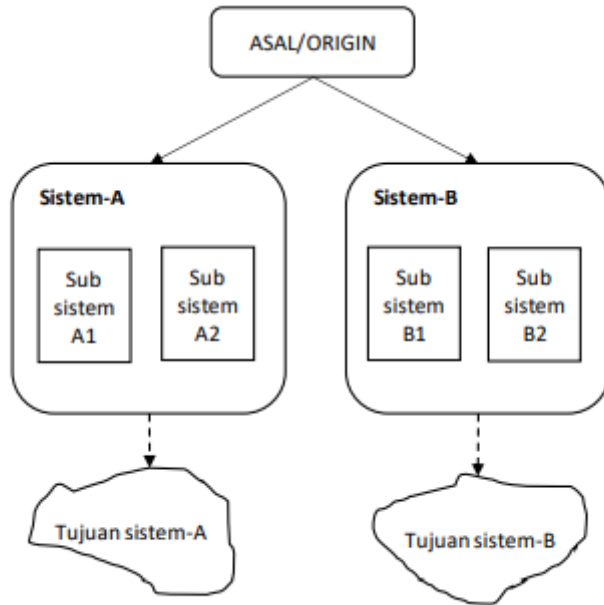 ASAL/ORIGIN
Sistem-A
Sub
sistem
A1
Sub
sistem
A2
Sistem-B
Sub
sistem
B1
Sub
sistem
B2
Tujuan sistem-A
Tujuan sistem-B